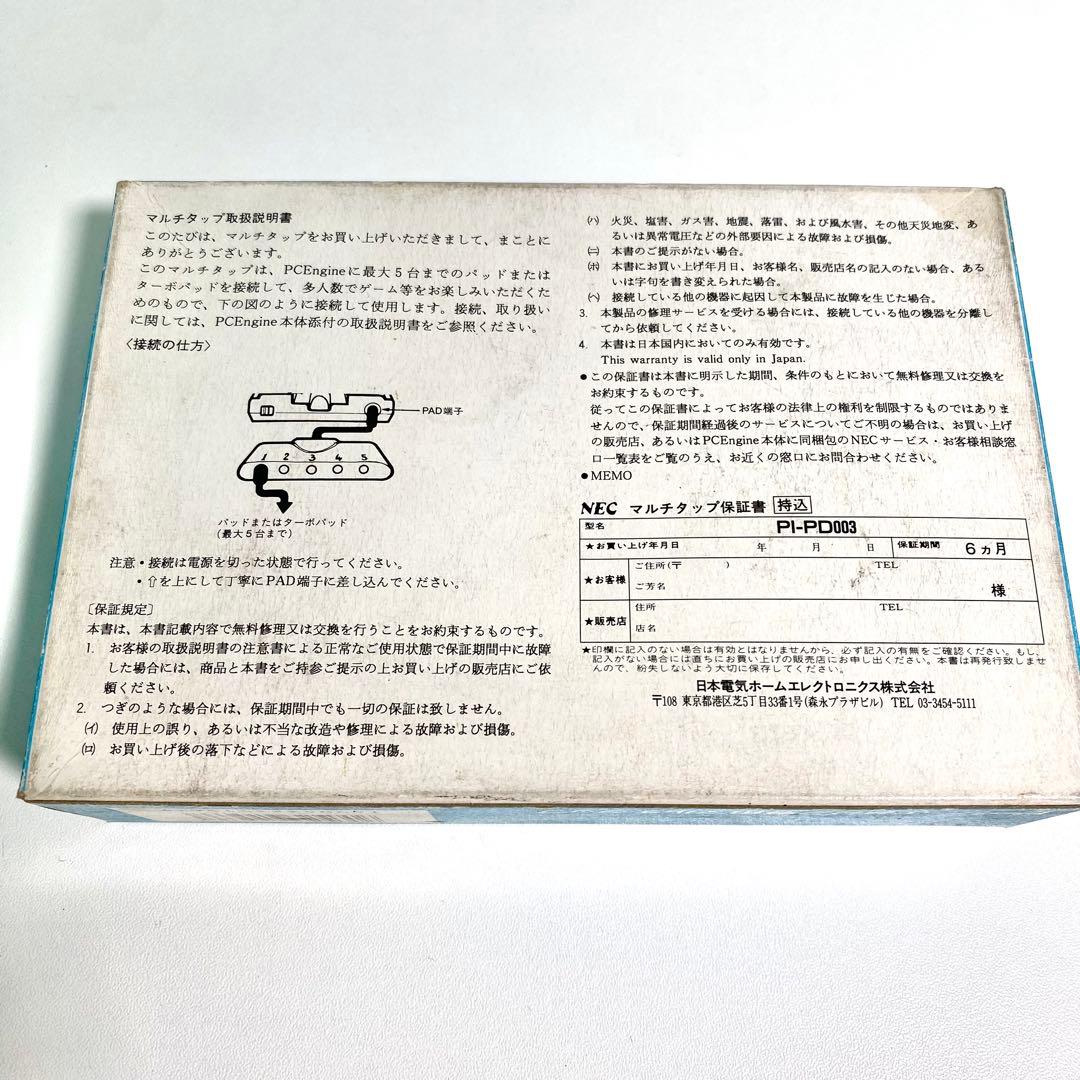 マルチタップ取扱説明書
このたびは、マルチタップをお買い上げいただきまして、まことに
ありがとうございます。
このマルチタップは、PCEngineに最大5台までのパッドまたは
ターボパッドを接続して、多人数でゲーム等をお楽しみいただくた
めのもので、下の図のように接続して使用します。接続、取り扱い
に関しては、PCEngine本体添付の取扱説明書をご参照ください。
〈接続の仕方〉
PAD端子
1 2 3 4 5
パッドまたはターボパッド
(最大5台まで)
注意・接続は電源を切った状態で行ってください。
・⇧を上にして丁寧にPAD端子に差し込んでください。
〔保証規定〕
本書は、本書記載内容で無料修理又は交換を行うことをお約束するものです。
1. お客様の取扱説明書の注意書による正常なご使用状態で保証期間中に故障
した場合には、商品と本書をご持参ご提示の上お買い上げの販売店にご依
頼ください。
2. つぎのような場合には、保証期間中でも一切の保証は致しません。
(イ) 使用上の誤り、あるいは不当な改造や修理による故障および損傷。
(ロ) お買い上げ後の落下などによる故障および損傷。
(ハ) 火災、塩害、ガス害、地震、落雷、および風水害、その他天災地変、あ
るいは異常電圧などの外部要因による故障および損傷。
(ニ) 本書のご提示がない場合。
(ホ) 本書にお買い上げ年月日、お客様名、販売店名の記入のない場合、ある
いは字句を書き変えられた場合。
(ヘ) 接続している他の機器に起因して本製品に故障を生じた場合。
3. 本製品の修理サービスを受ける場合には、接続している他の機器を分離し
てから依頼してください。
4. 本書は日本国内においてのみ有効です。
This warranty is valid only in Japan.
●この保証書は本書に明示した期間、条件のもとにおいて無料修理又は交換を
お約束するものです。
従ってこの保証書によってお客様の法律上の権利を制限するものではありま
せんので、保証期間経過後のサービスについてご不明の場合は、お買い上げ
の販売店、あるいはPCEngine本体に同梱包のNECサービス・お客様相談窓
口一覧表をご覧のうえ、お近くの窓口にお問合わせください。
●MEMO
NEC マルチタップ保証書 持込
型名 PI-PD003
★お買い上げ年月日 年 月 日 保証期間 6ヵ月
★お客様 ご住所(〒 ) TEL
ご芳名 様
★販売店 住所 TEL
店名
★印欄に記入のない場合は有効とはなりませんから、必ず記入の有無をご確認ください。もし、
記入がない場合には直ちにお買い上げの販売店にお申し出ください。本書は再発行致しませ
んので、紛失しないよう大切に保存してください。
日本電気ホームエレクトロニクス株式会社
〒108 東京都港区芝5丁目33番1号(森永プラザビル) TEL 03-3454-5111